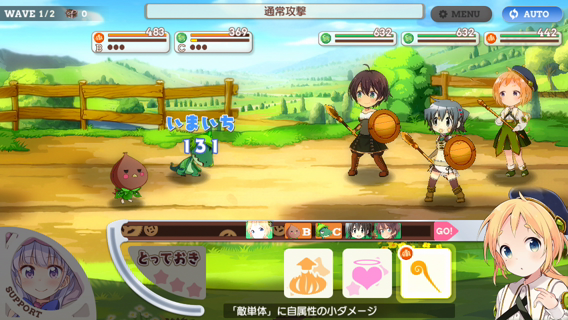 WAVE 1/2 0
通常攻撃
MENU
AUTO
483
B
369
C
632
632
442
いまいち
131
B C GO!
とっておき
SUPPORT
「敵単体」に自属性の小ダメージ